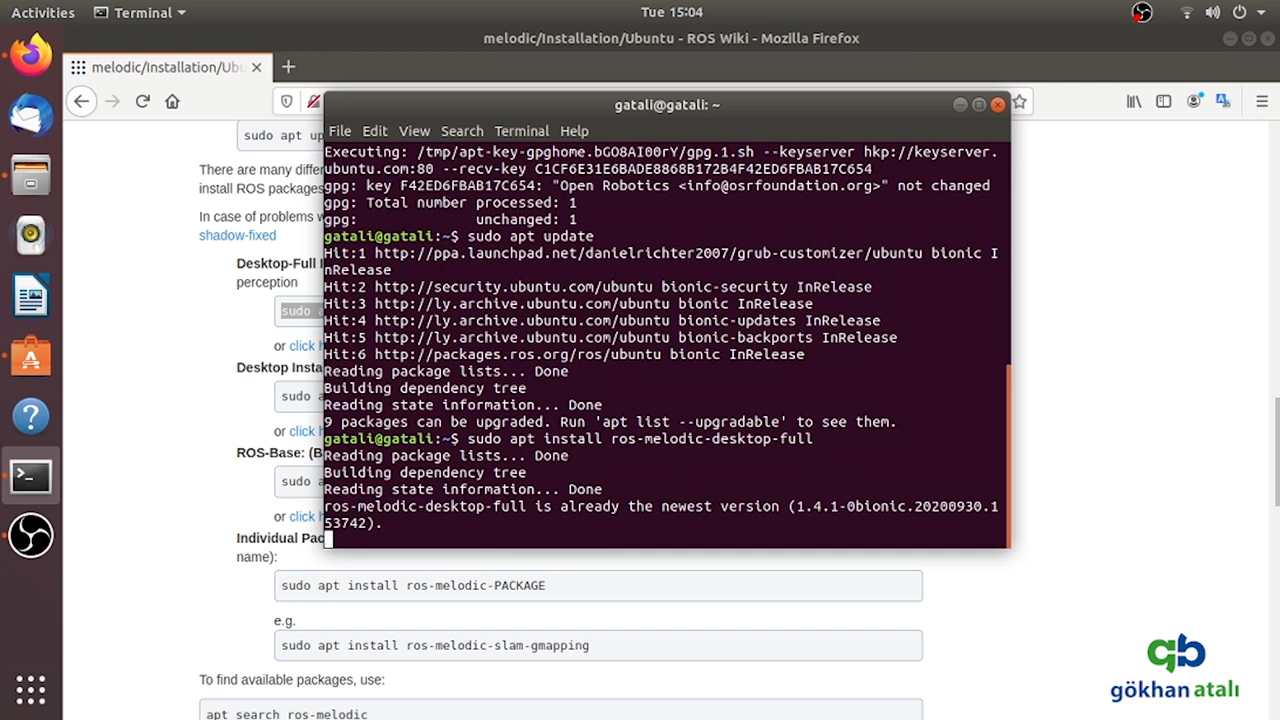 Activities
Terminal
Tue 15:04
melodic/Installation/Ubuntu - ROS Wiki - Mozilla Firefox
melodic/Installation/Ubu
gatali@gatali: ~
File Edit View Search Terminal Help
Executing: /tmp/apt-key-gpghome.bGO8AI00rY/gpg.1.sh --keyserver hkp://keyserver.
ubuntu.com:80 --recv-key C1CF6E31E6BADE8868B172B4F42ED6FBAB17C654
gpg: key F42ED6FBAB17C654: "Open Robotics <info@osrfoundation.org>" not changed
gpg: Total number processed: 1
gpg:              unchanged: 1
gatali@gatali:~$ sudo apt update
Hit:1 http://ppa.launchpad.net/danielrichter2007/grub-customizer/ubuntu bionic I
nRelease
Hit:2 http://security.ubuntu.com/ubuntu bionic-security InRelease
Hit:3 http://ly.archive.ubuntu.com/ubuntu bionic InRelease
Hit:4 http://ly.archive.ubuntu.com/ubuntu bionic-updates InRelease
Hit:5 http://ly.archive.ubuntu.com/ubuntu bionic-backports InRelease
Hit:6 http://packages.ros.org/ros/ubuntu bionic InRelease
Reading package lists... Done
Building dependency tree
Reading state information... Done
9 packages can be upgraded. Run 'apt list --upgradable' to see them.
gatali@gatali:~$ sudo apt install ros-melodic-desktop-full
Reading package lists... Done
Building dependency tree
Reading state information... Done
ros-melodic-desktop-full is already the newest version (1.4.1-0bionic.20200930.1
53742).
sudo apt up
There are many differ
install ROS packages
In case of problems w
shadow-fixed
Desktop-Full I
perception
sudo a
or click h
Desktop Insta
sudo a
or click h
ROS-Base: (B
sudo a
or click h
Individual Pac
name):
sudo apt install ros-melodic-PACKAGE
e.g.
sudo apt install ros-melodic-slam-gmapping
To find available packages, use:
apt search ros-melodic
gökhan atalı